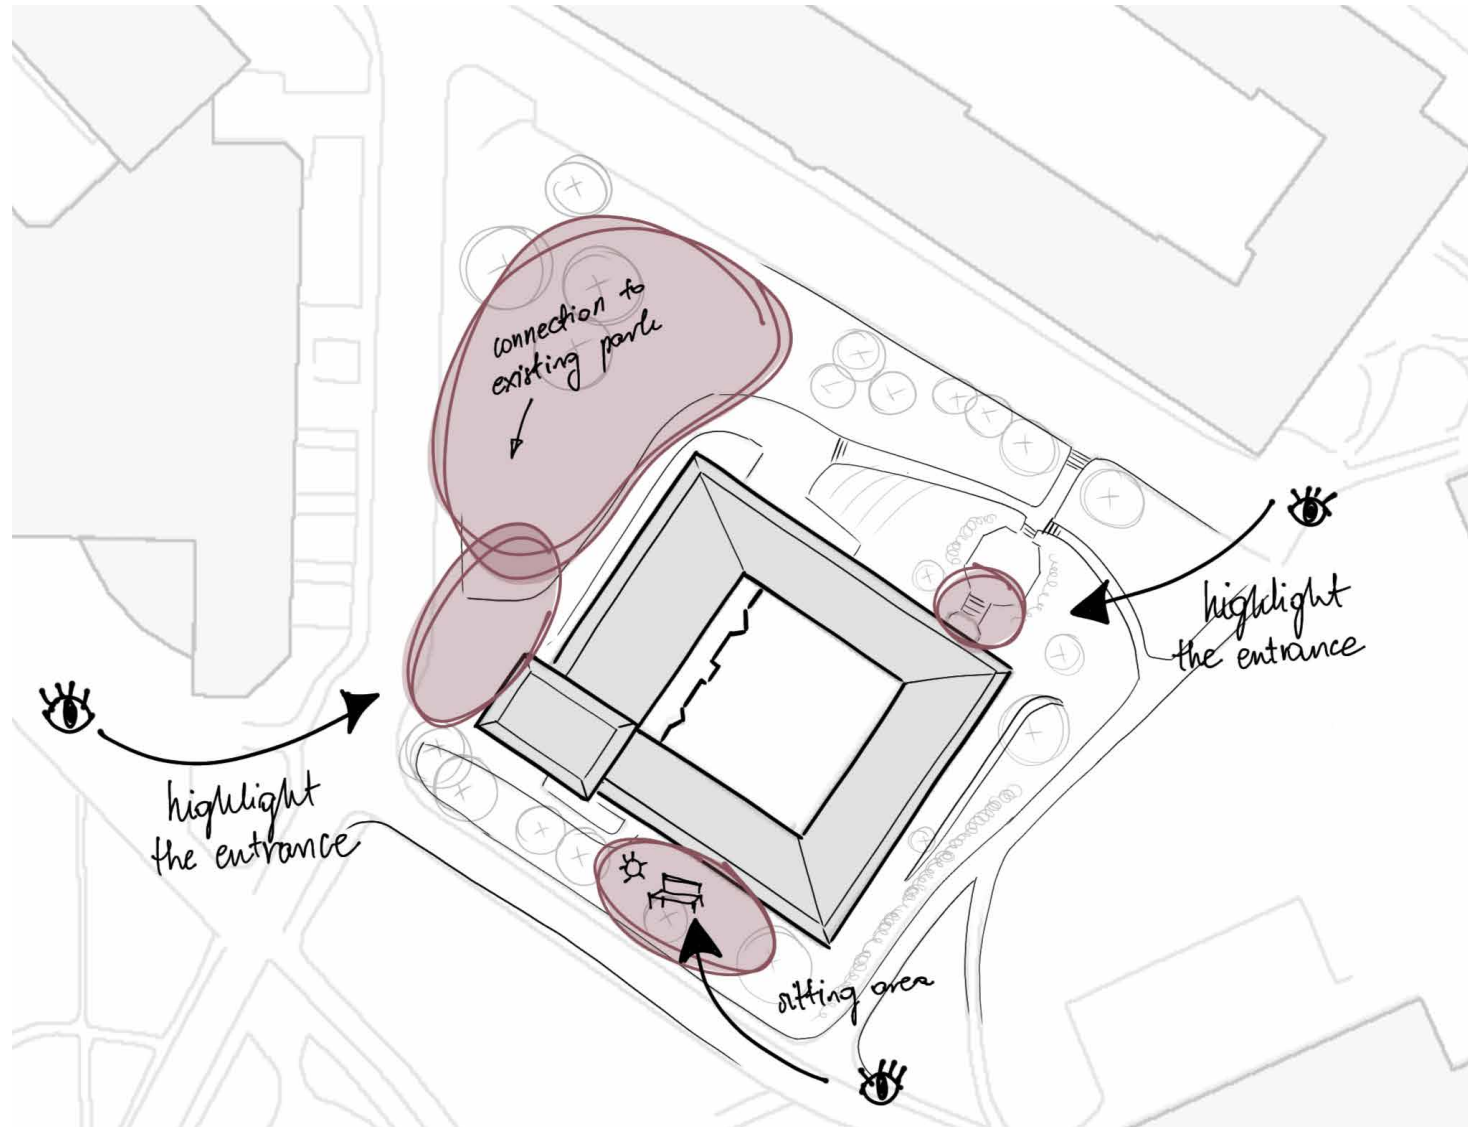 connection to
existing park
highlight
the entrance
highlight
the entrance
sitting area